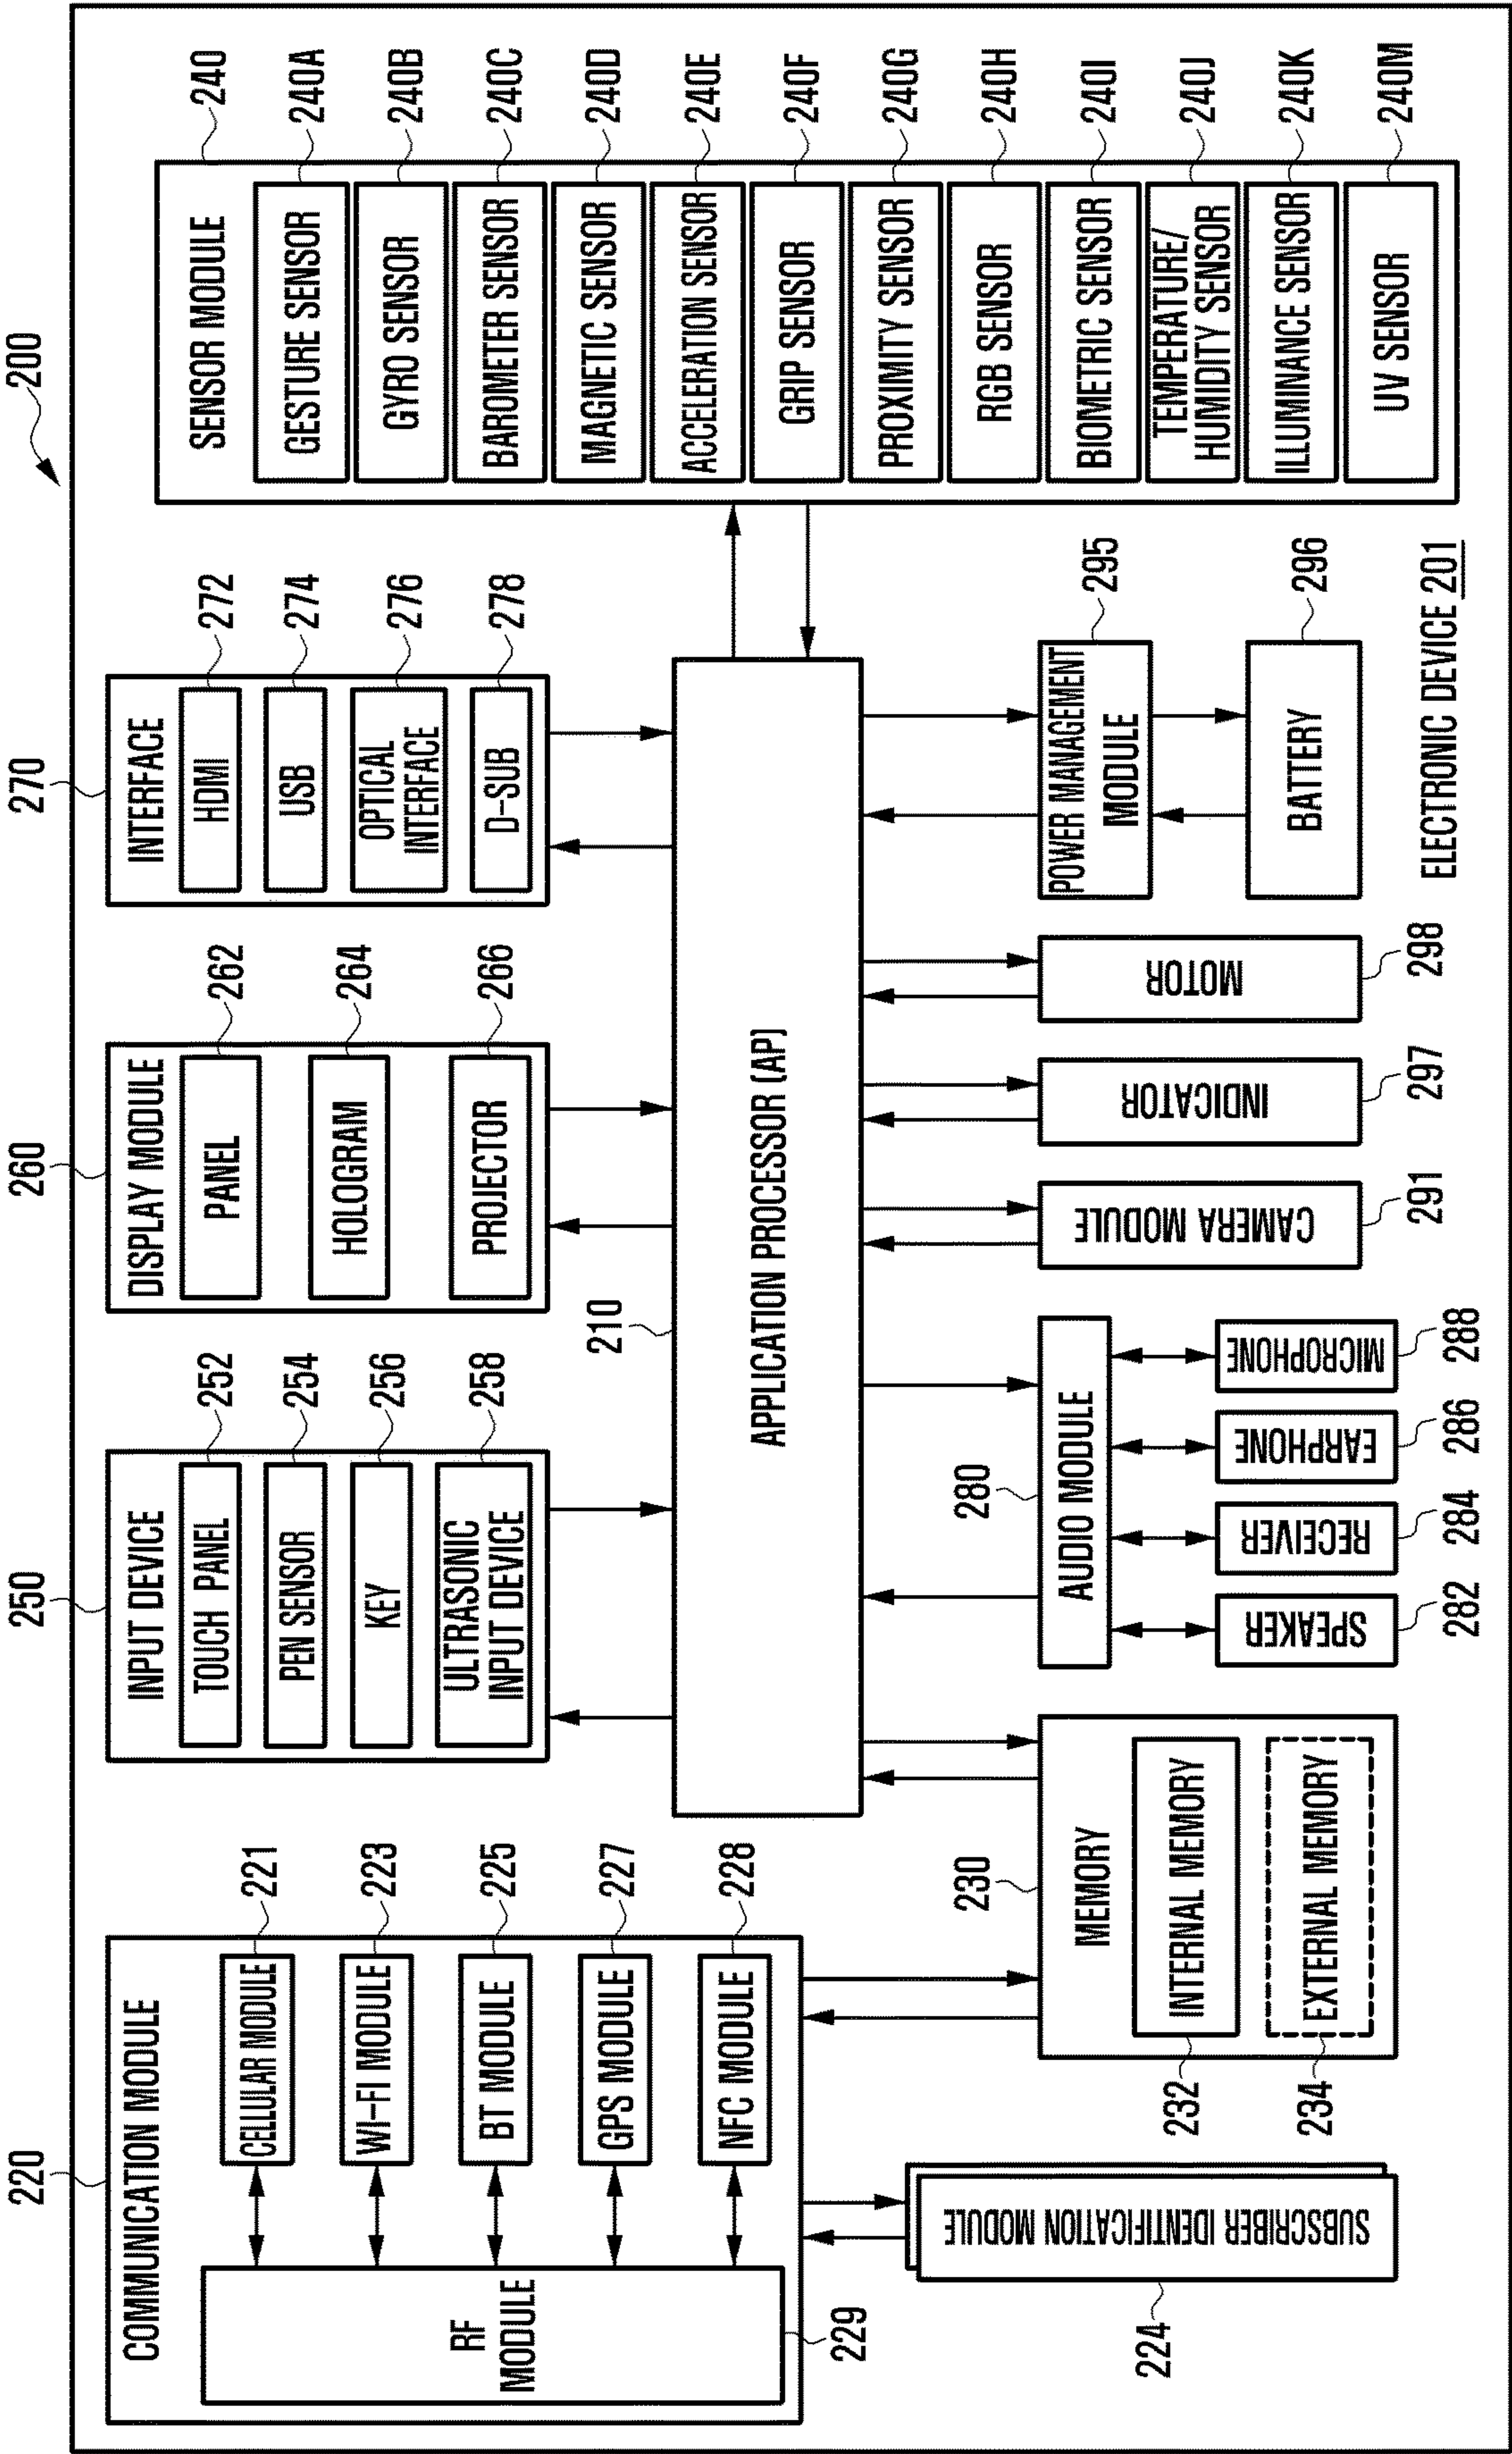 200
220
COMMUNICATION MODULE
CELLULAR MODULE
221
WI-FI MODULE
223
BT MODULE
225
GPS MODULE
227
NFC MODULE
228
RF
MODULE
229
SUBSCRIBER IDENTIFICATION MODULE
224
250
INPUT DEVICE
TOUCH PANEL
252
PEN SENSOR
254
KEY
256
ULTRASONIC
INPUT DEVICE
258
260
DISPLAY MODULE
PANEL
262
HOLOGRAM
264
PROJECTOR
266
270
INTERFACE
HDMI
272
USB
274
OPTICAL
INTERFACE
276
D-SUB
278
240
SENSOR MODULE
GESTURE SENSOR
240A
GYRO SENSOR
240B
BAROMETER SENSOR
240C
MAGNETIC SENSOR
240D
ACCELERATION SENSOR
240E
GRIP SENSOR
240F
PROXIMITY SENSOR
240G
RGB SENSOR
240H
BIOMETRIC SENSOR
240I
TEMPERATURE/
HUMIDITY SENSOR
240J
ILLUMINANCE SENSOR
240K
UV SENSOR
240M
210
APPLICATION PROCESSOR (AP)
230
MEMORY
INTERNAL MEMORY
232
EXTERNAL MEMORY
234
280
AUDIO MODULE
SPEAKER
282
RECEIVER
284
EARPHONE
286
MICROPHONE
288
CAMERA MODULE
291
INDICATOR
297
MOTOR
298
POWER MANAGEMENT
MODULE
295
BATTERY
296
ELECTRONIC DEVICE 201